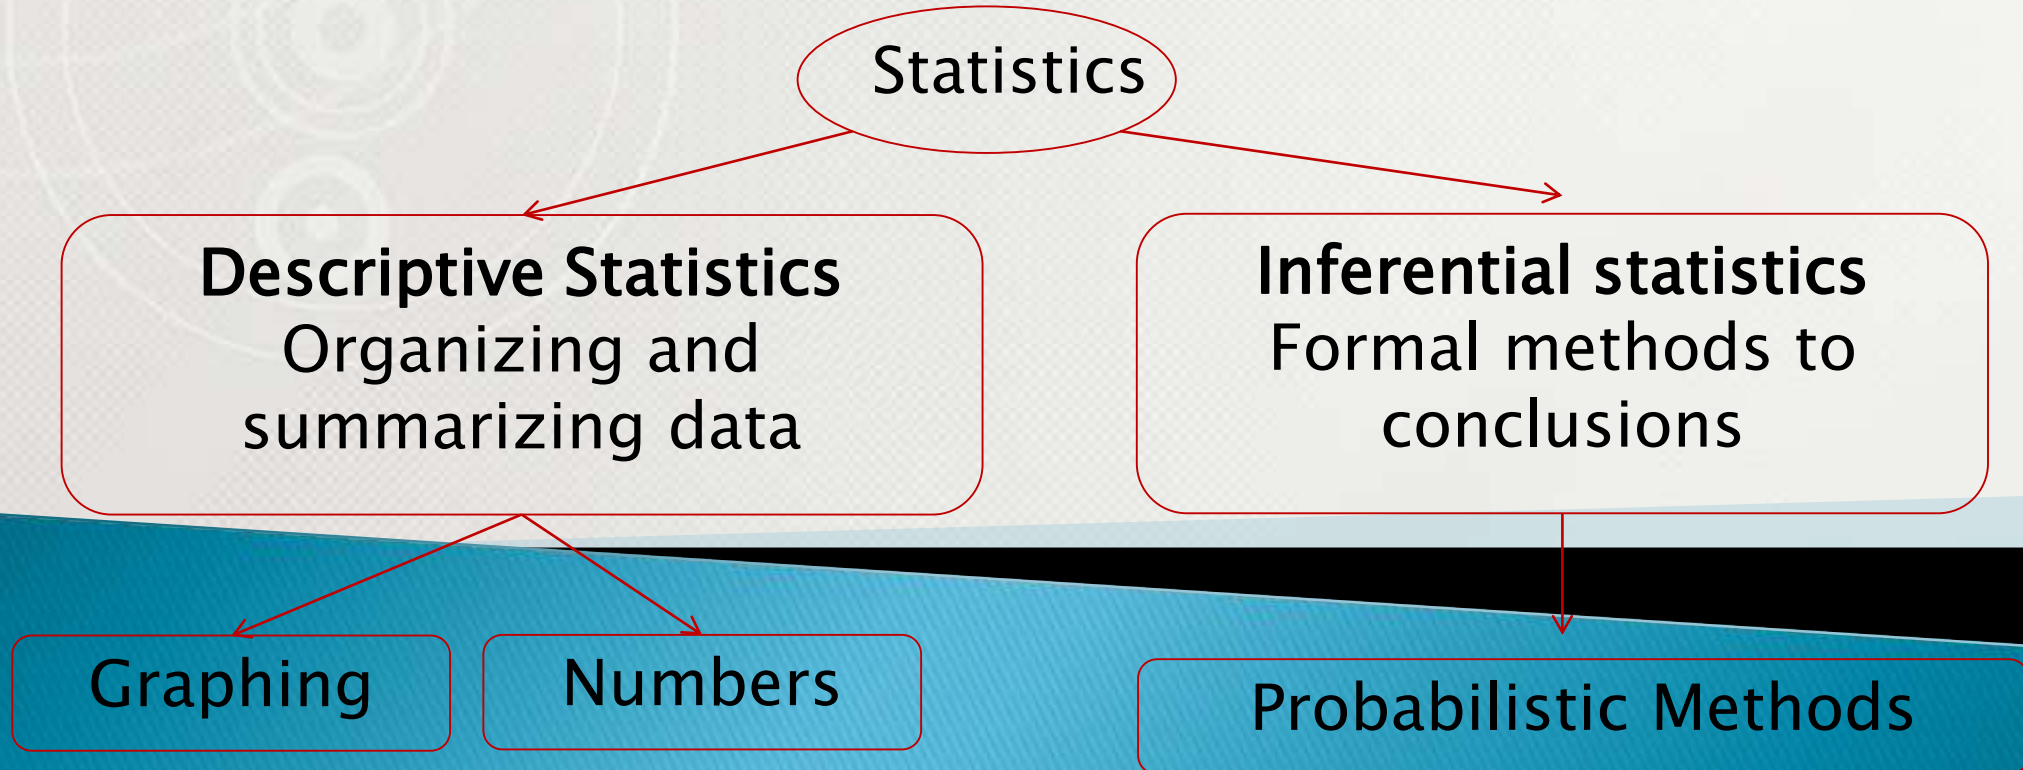 Statistics
Descriptive Statistics
Organizing and
summarizing data
Inferential statistics
Formal methods to
conclusions
Graphing
Numbers
Probabilistic Methods